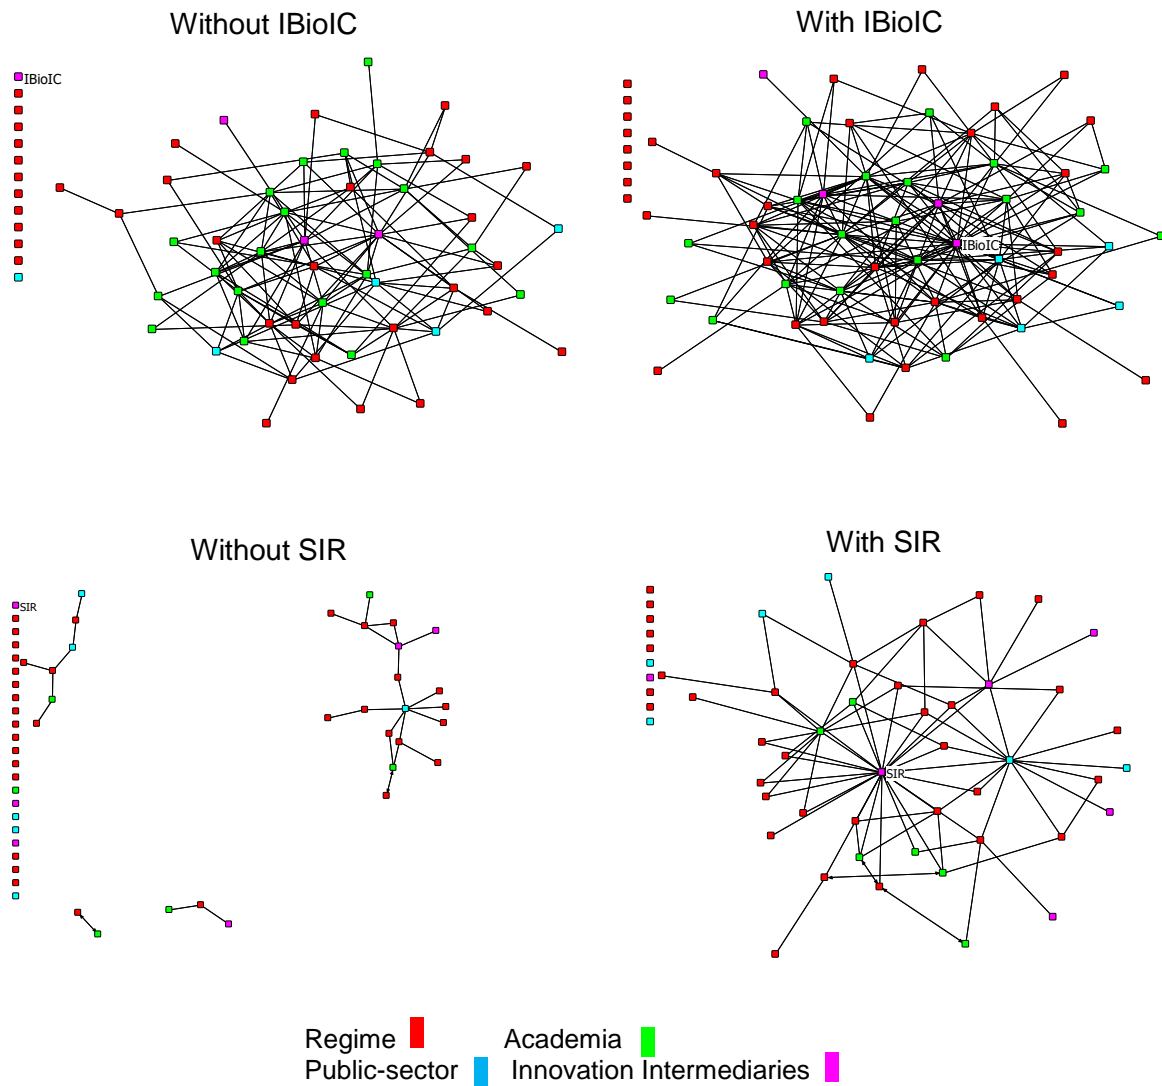 Without IBioIC
With IBioIC
IBioIC
IBioIC
Without SIR
With SIR
SIR
SIR
Regime Academia
Public-sector Innovation Intermediaries